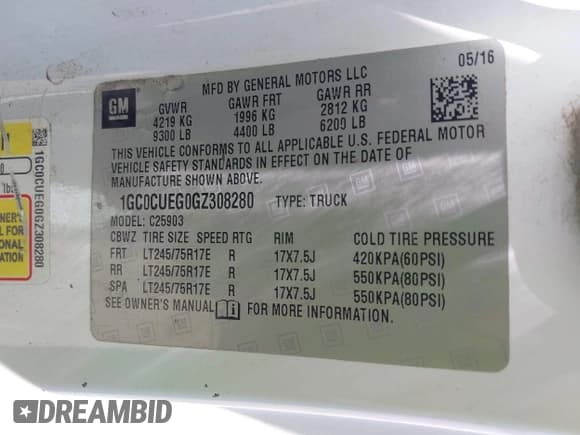 05/16
MFD BY GENERAL MOTORS LLC
GM
GVWR GAWR FRT GAWR RR
4219 KG 1996 KG 2812 KG
9300 LB 4400 LB 6200 LB
THIS VEHICLE CONFORMS TO ALL APPLICABLE U.S. FEDERAL MOTOR
VEHICLE SAFETY STANDARDS IN EFFECT ON THE DATE OF
MANUFACTURE SHOWN ABOVE.
1GC0CUEG0GZ308280 TYPE: TRUCK
MODEL: C25903
CBWZ TIRE SIZE SPEED RTG RIM COLD TIRE PRESSURE
FRT LT245/75R17E R 17X7.5J 420KPA(60PSI)
RR LT245/75R17E R 17X7.5J 550KPA(80PSI)
SPA LT245/75R17E R 17X7.5J 550KPA(80PSI)
SEE OWNER'S MANUAL FOR MORE INFORMATION.
1GC0CUEG0GZ308280
DREAMBID